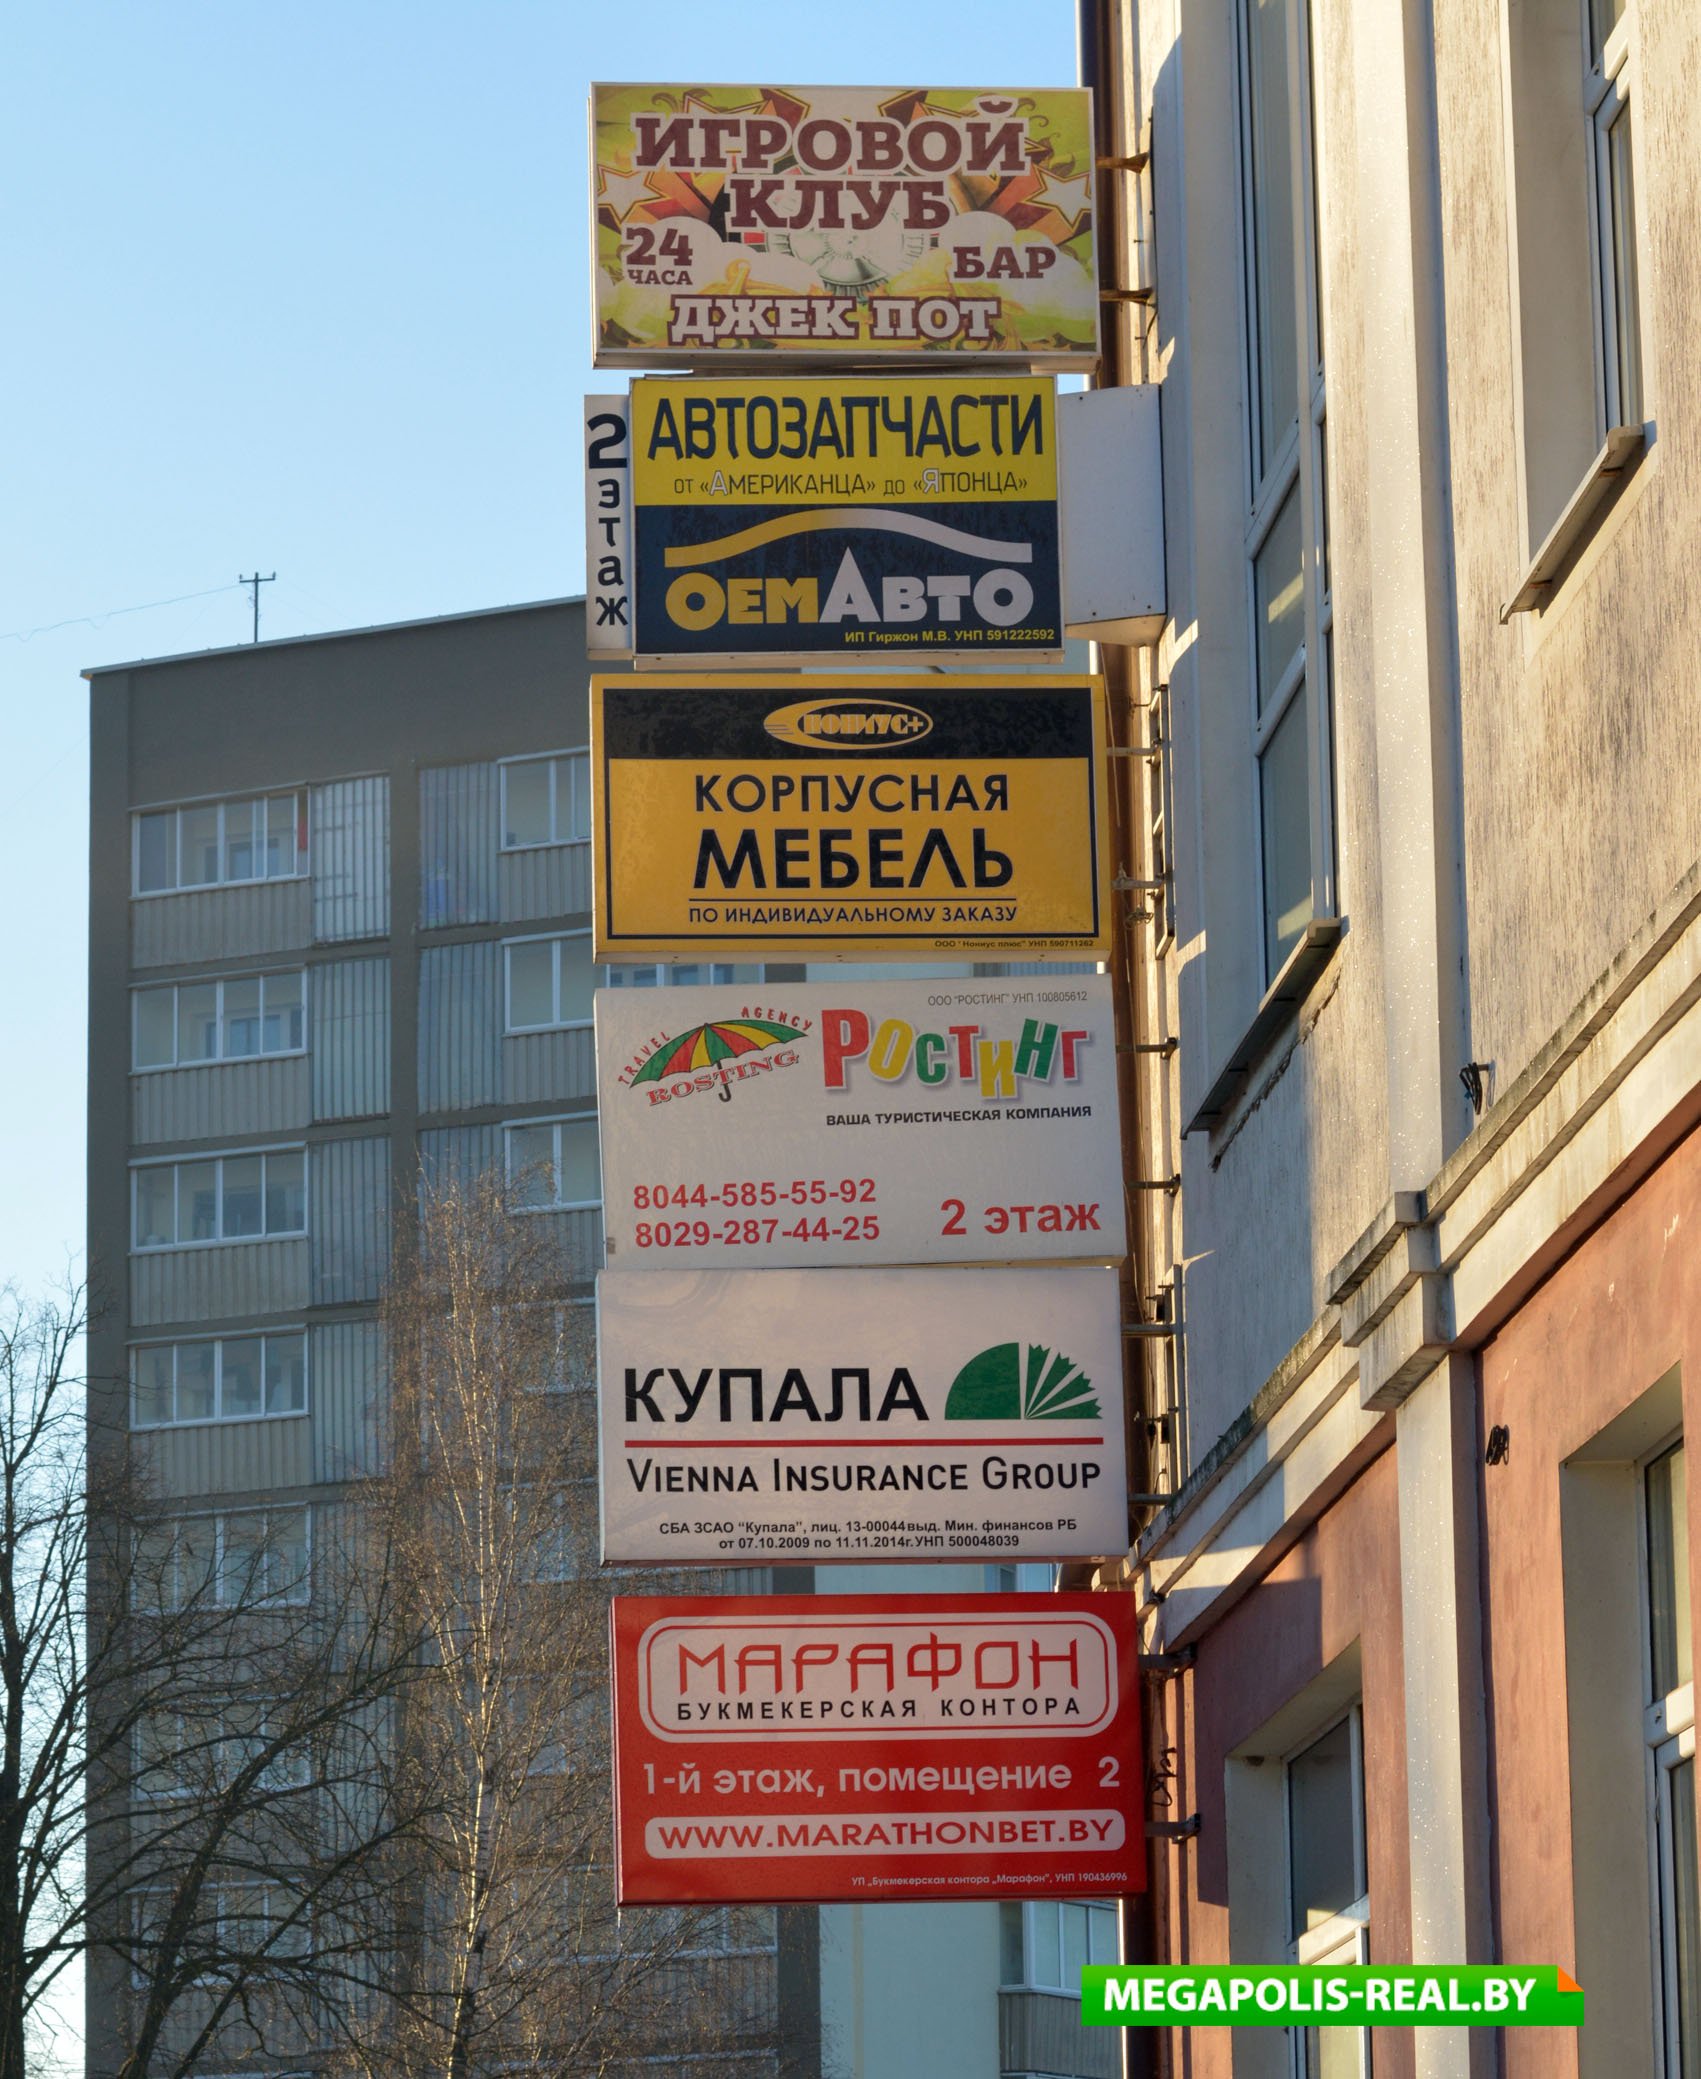 ИГРОВОЙ
КЛУБ
24
ЧАСА
БАР
ДЖЕК ПОТ
2 этаж
АВТОЗАПЧАСТИ
ОТ «АМЕРИКАНЦА» ДО «ЯПОНЦА»
ОЕМАВТО
ИП Гиржон М.В. УНП 591222592
НОНИУС+
КОРПУСНАЯ
МЕБЕЛЬ
ПО ИНДИВИДУАЛЬНОМУ ЗАКАЗУ
ООО "Нониус плюс" УНП 590711262
ООО "РОСТИНГ" УНП 100805612
TRAVEL AGENCY
ROSTING
РОСТИНГ
ВАША ТУРИСТИЧЕСКАЯ КОМПАНИЯ
8044-585-55-92
8029-287-44-25
2 этаж
КУПАЛА
VIENNA INSURANCE GROUP
СБА ЗСАО "Купала", лиц. 13-00044 выд. Мин. финансов РБ
от 07.10.2009 по 11.11.2014г. УНП 500048039
МАРАФОН
БУКМЕКЕРСКАЯ КОНТОРА
1-й этаж, помещение 2
WWW.MARATHONBET.BY
УП „Букмекерская контора „Марафон", УНП 190436996
MEGAPOLIS-REAL.BY